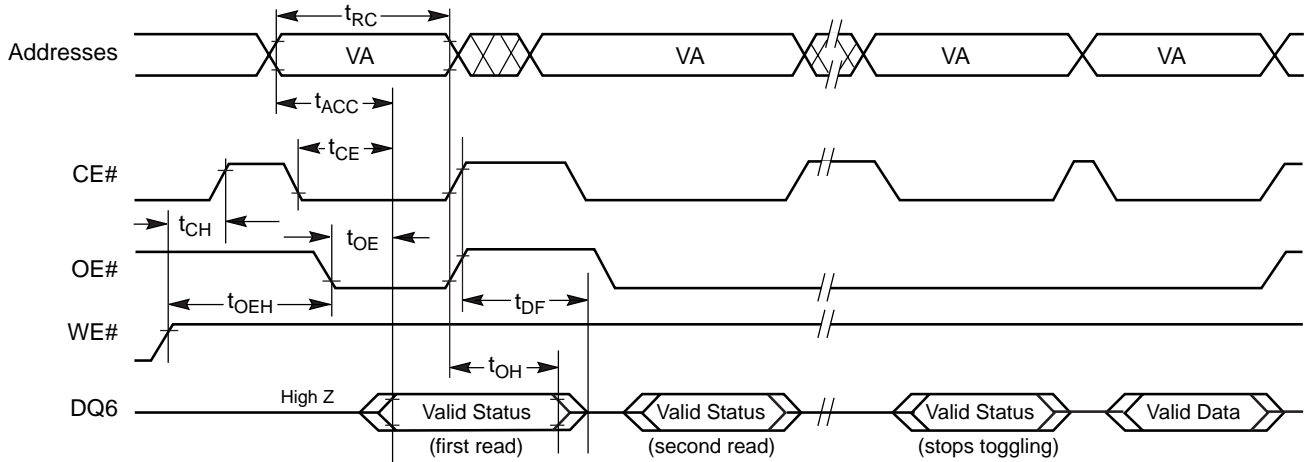 tRC
Addresses VA VA VA VA
tACC
tCE
CE#
tCH tOE
OE#
tOEH tDF
WE#
tOH
DQ6 High Z Valid Status Valid Status Valid Status Valid Data
(first read) (second read) (stops toggling)